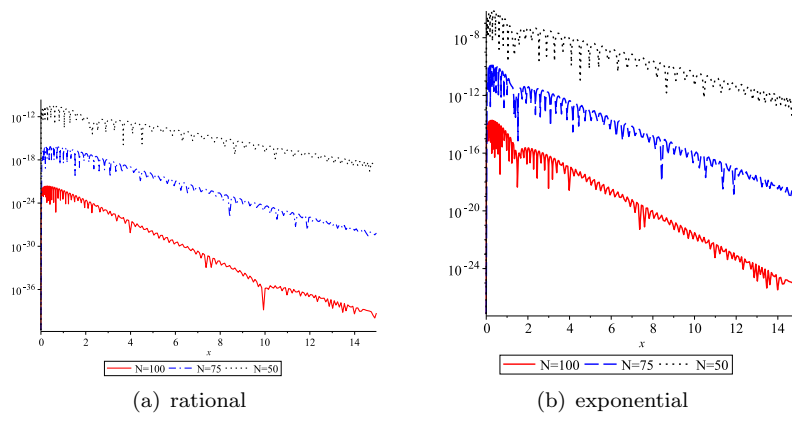 10^-12
10^-18
10^-24
10^-30
10^-36
0 2 4 6 8 10 12 14
x
N=100 N=75 N=50
(a) rational
10^-8
10^-12
10^-16
10^-20
10^-24
0 2 4 6 8 10 12 14
x
N=100 N=75 N=50
(b) exponential